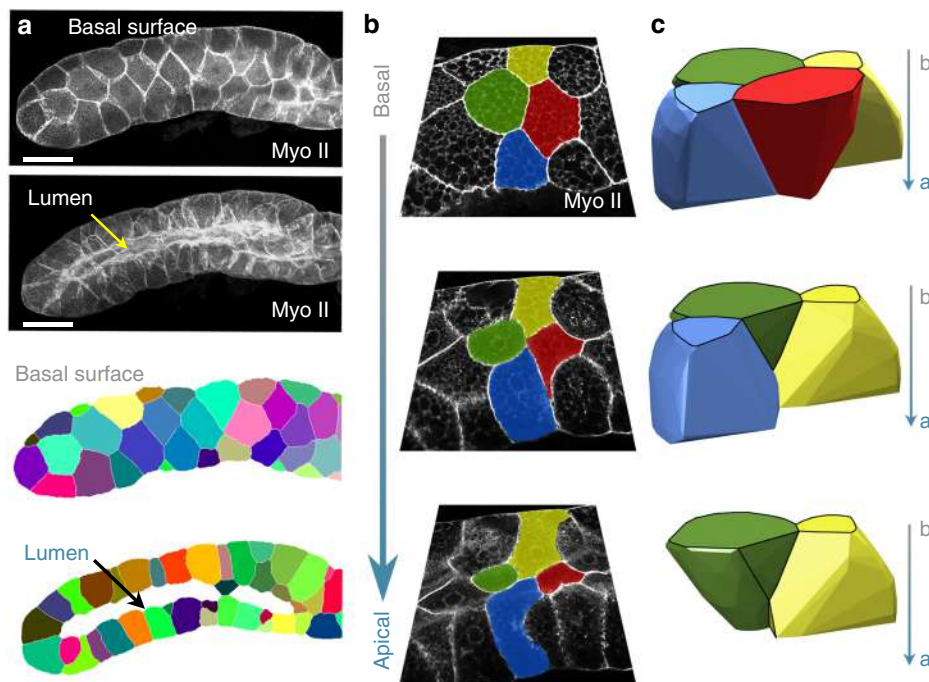 a
Basal surface
Myo II
Lumen
Myo II
Basal surface
Lumen
b
Basal
Myo II
Apical
c
b
a
b
a
b
a